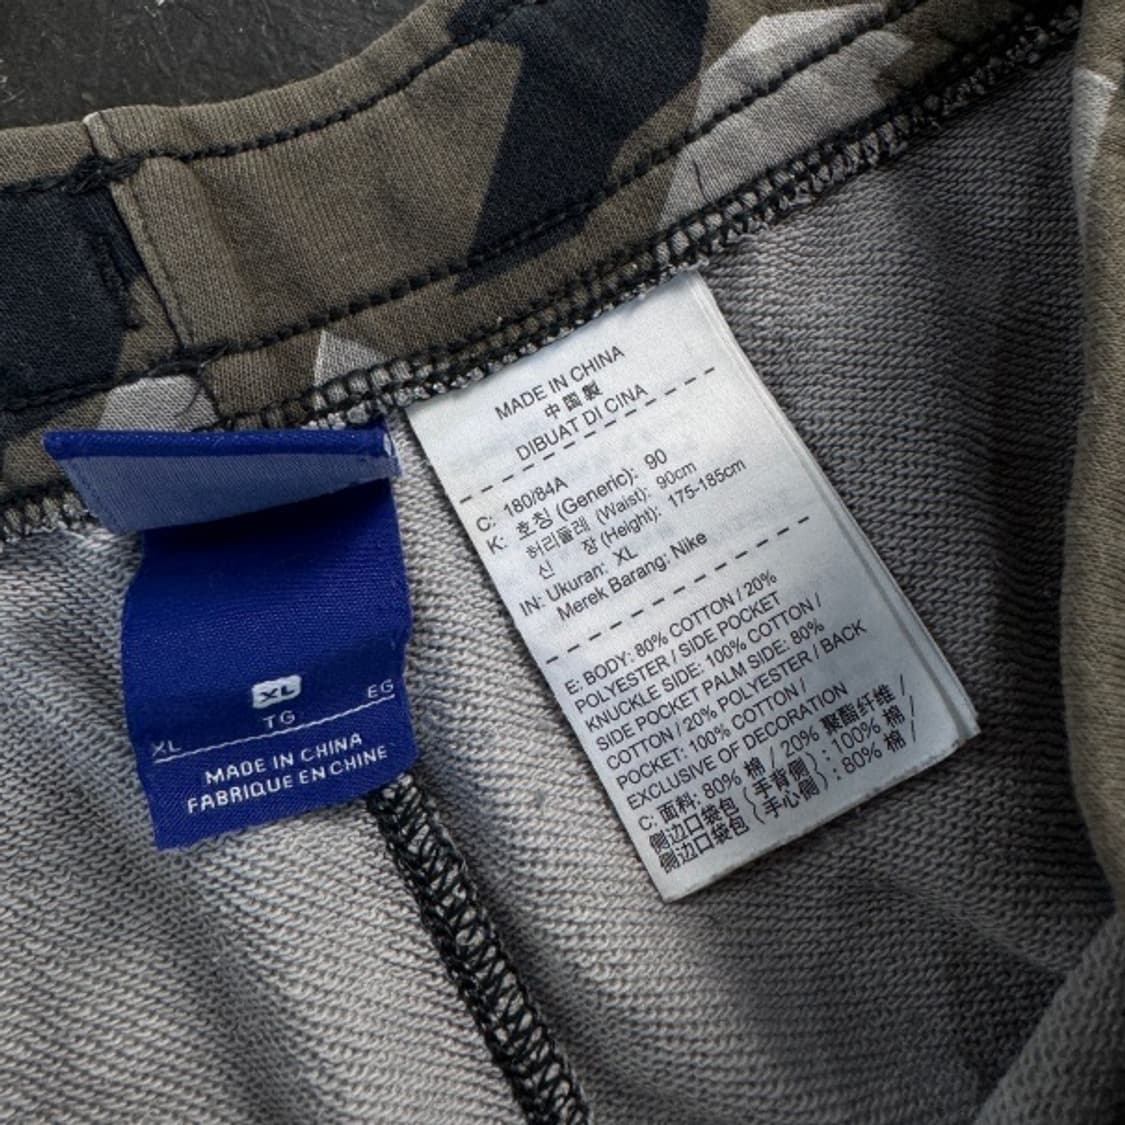 XL
TG
XL EG
MADE IN CHINA
FABRIQUE EN CHINE
MADE IN CHINA
中国製
DIBUAT DI CINA
C: 180/84A
K: 호칭 (Generic): 90
허리둘레 (Waist): 90cm
신 장 (Height): 175-185cm
IN: Ukuran: XL
Merek Barang: Nike
E: BODY: 80% COTTON / 20%
POLYESTER / SIDE POCKET
KNUCKLE SIDE: 100% COTTON /
SIDE POCKET PALM SIDE: 80%
COTTON / 20% POLYESTER / BACK
POCKET: 100% COTTON /
EXCLUSIVE OF DECORATION
C: 面料: 80% 棉 / 20% 聚酯纤维 /
侧边口袋包 (手背侧) : 100% 棉 /
侧边口袋包 (手心侧) : 80% 棉 /